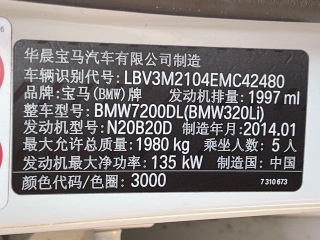 华晨宝马汽车有限公司制造
车辆识别代号: LBV3M2104EMC42480
品牌: 宝马(BMW)牌 发动机排量: 1997 ml
整车型号: BMW7200DL(BMW320Li)
发动机型号: N20B20D 制造年月: 2014.01
最大允许总质量: 1980 kg 乘坐人数: 5人
发动机最大净功率: 135 kW 制造国: 中国
颜色代码/色圈: 3000
7 310 673